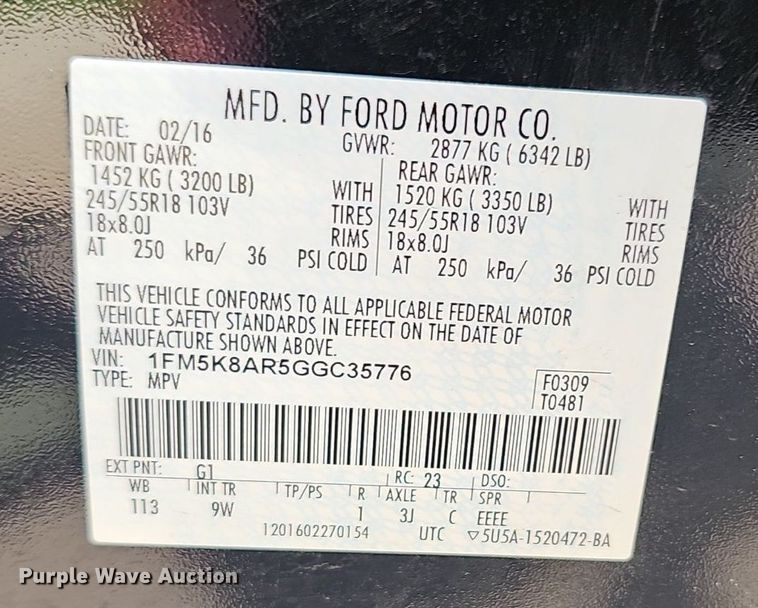 MFD. BY FORD MOTOR CO.
DATE: 02/16 GVWR: 2877 KG ( 6342 LB)
FRONT GAWR: REAR GAWR:
1452 KG ( 3200 LB) WITH 1520 KG ( 3350 LB) WITH
245/55R18 103V TIRES 245/55R18 103V TIRES
18x8.0J RIMS 18x8.0J RIMS
AT 250 kPa/ 36 PSI COLD AT 250 kPa/ 36 PSI COLD
THIS VEHICLE CONFORMS TO ALL APPLICABLE FEDERAL MOTOR
VEHICLE SAFETY STANDARDS IN EFFECT ON THE DATE OF
MANUFACTURE SHOWN ABOVE.
VIN: 1FM5K8AR5GGC35776
TYPE: MPV
F0309
T0481
EXT PNT: G1 RC: 23 DSO:
WB INT TR TP/PS R AXLE TR SPR
113 9W 1 3J C EEEE
1201602270154 UTC ▽5U5A-1520472-BA
Purple Wave Auction